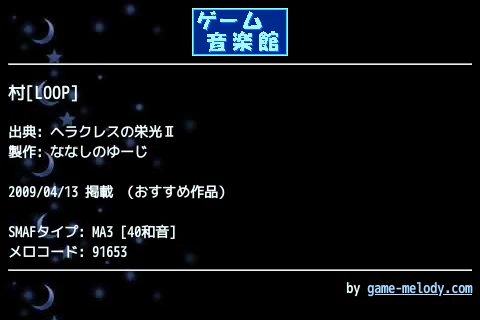 ゲーム
音楽館
村[LOOP]
出典: ヘラクレスの栄光Ⅱ
製作: ななしのゆーじ
2009/04/13 掲載 (おすすめ作品)
SMAFタイプ: MA3 [40和音]
メロコード: 91653
by game-melody.com